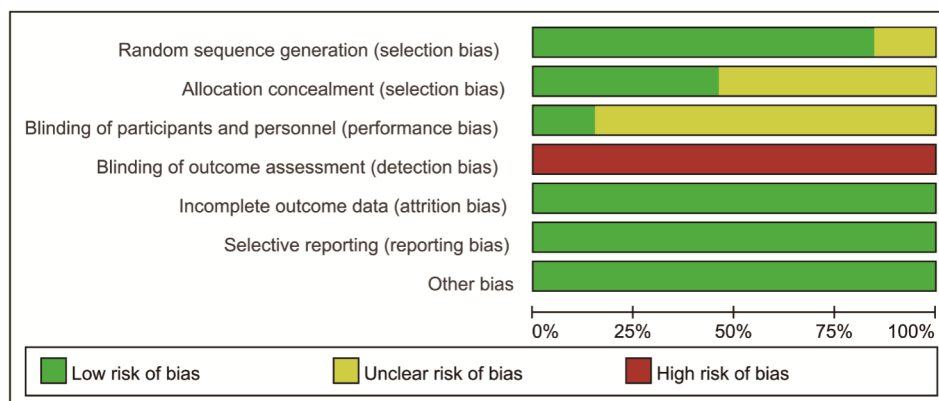 Random sequence generation (selection bias)
Allocation concealment (selection bias)
Blinding of participants and personnel (performance bias)
Blinding of outcome assessment (detection bias)
Incomplete outcome data (attrition bias)
Selective reporting (reporting bias)
Other bias
0% 25% 50% 75% 100%
Low risk of bias Unclear risk of bias High risk of bias